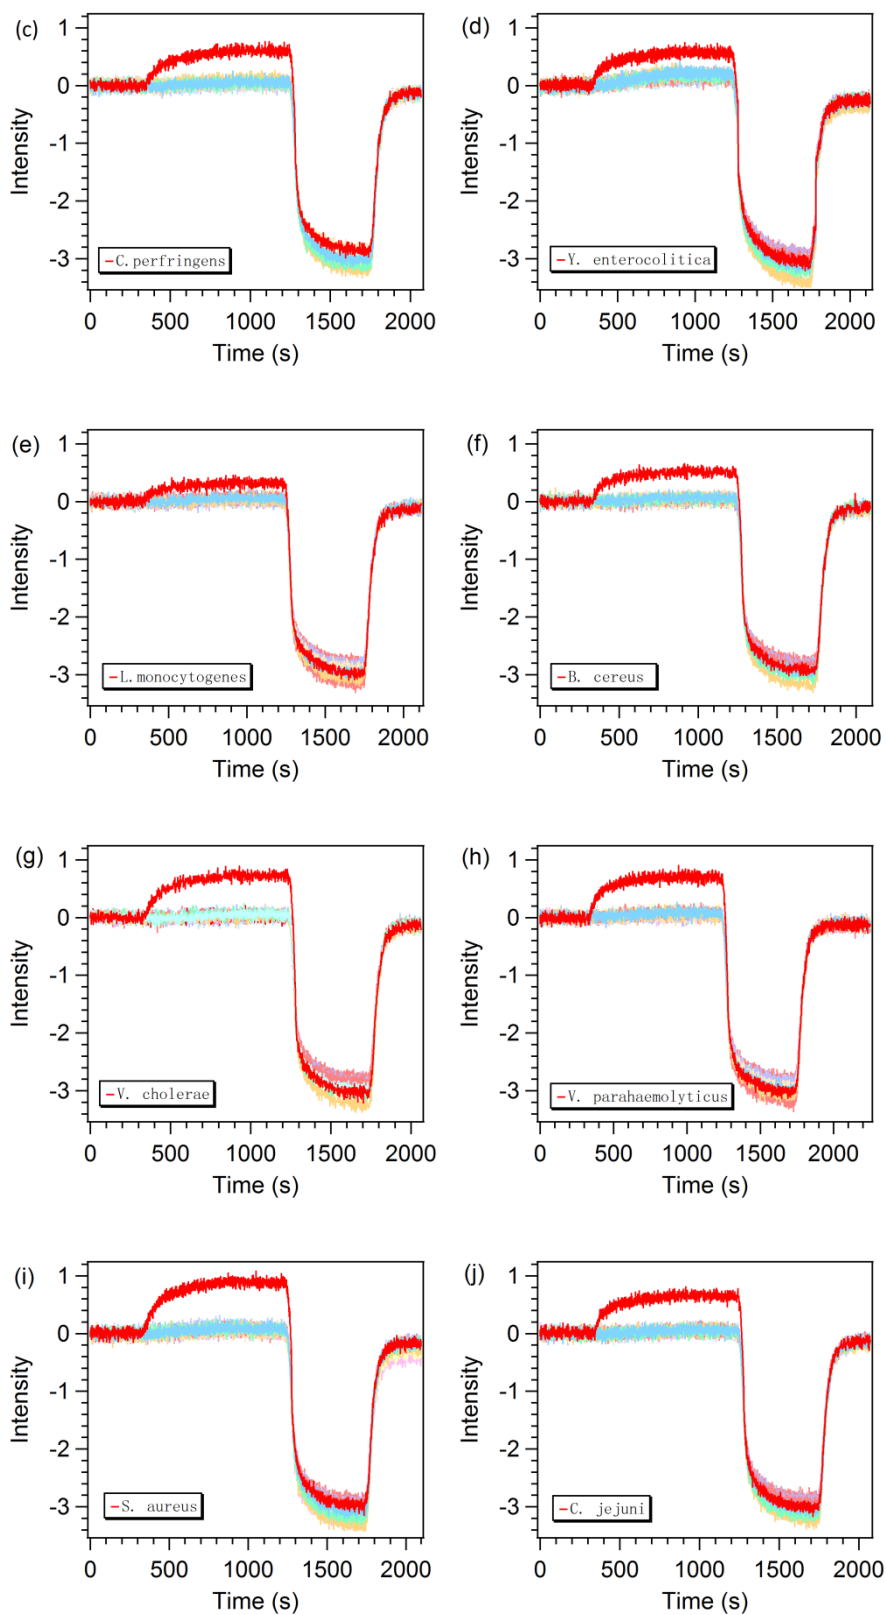 (c)
1
0
-1
-2
-3
Intensity
C.perfringens
0 500 1000 1500 2000
Time (s)
(d)
1
0
-1
-2
-3
Intensity
Y. enterocolitica
0 500 1000 1500 2000
Time (s)
(e)
1
0
-1
-2
-3
Intensity
L.monocytogenes
0 500 1000 1500 2000
Time (s)
(f)
1
0
-1
-2
-3
Intensity
B. cereus
0 500 1000 1500 2000
Time (s)
(g)
1
0
-1
-2
-3
Intensity
V. cholerae
0 500 1000 1500 2000
Time (s)
(h)
1
0
-1
-2
-3
Intensity
V. parahaemolyticus
0 500 1000 1500 2000
Time (s)
(i)
1
0
-1
-2
-3
Intensity
S. aureus
0 500 1000 1500 2000
Time (s)
(j)
1
0
-1
-2
-3
Intensity
C. jejuni
0 500 1000 1500 2000
Time (s)